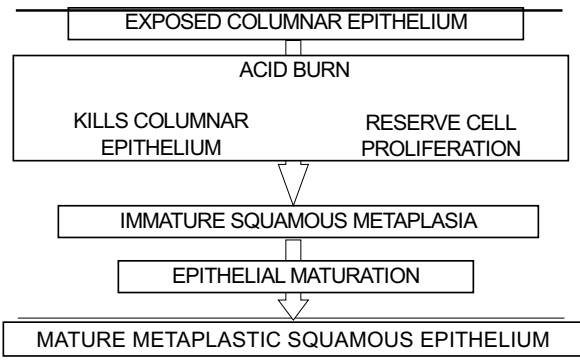 EXPOSED COLUMNAR EPITHELIUM
ACID BURN
KILLS COLUMNAR
EPITHELIUM
RESERVE CELL
PROLIFERATION
IMMATURE SQUAMOUS METAPLASIA
EPITHELIAL MATURATION
MATURE METAPLASTIC SQUAMOUS EPITHELIUM